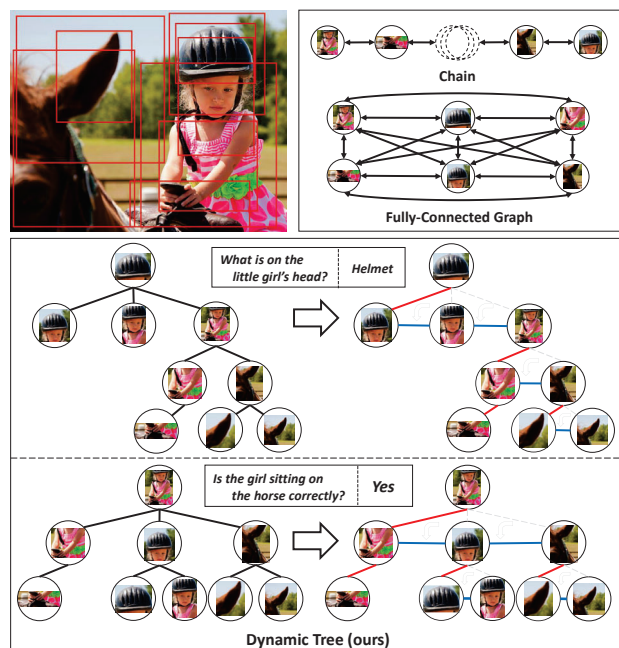 Chain
Fully-Connected Graph
What is on the
little girl's head?
Helmet
Is the girl sitting on
the horse correctly?
Yes
Dynamic Tree (ours)